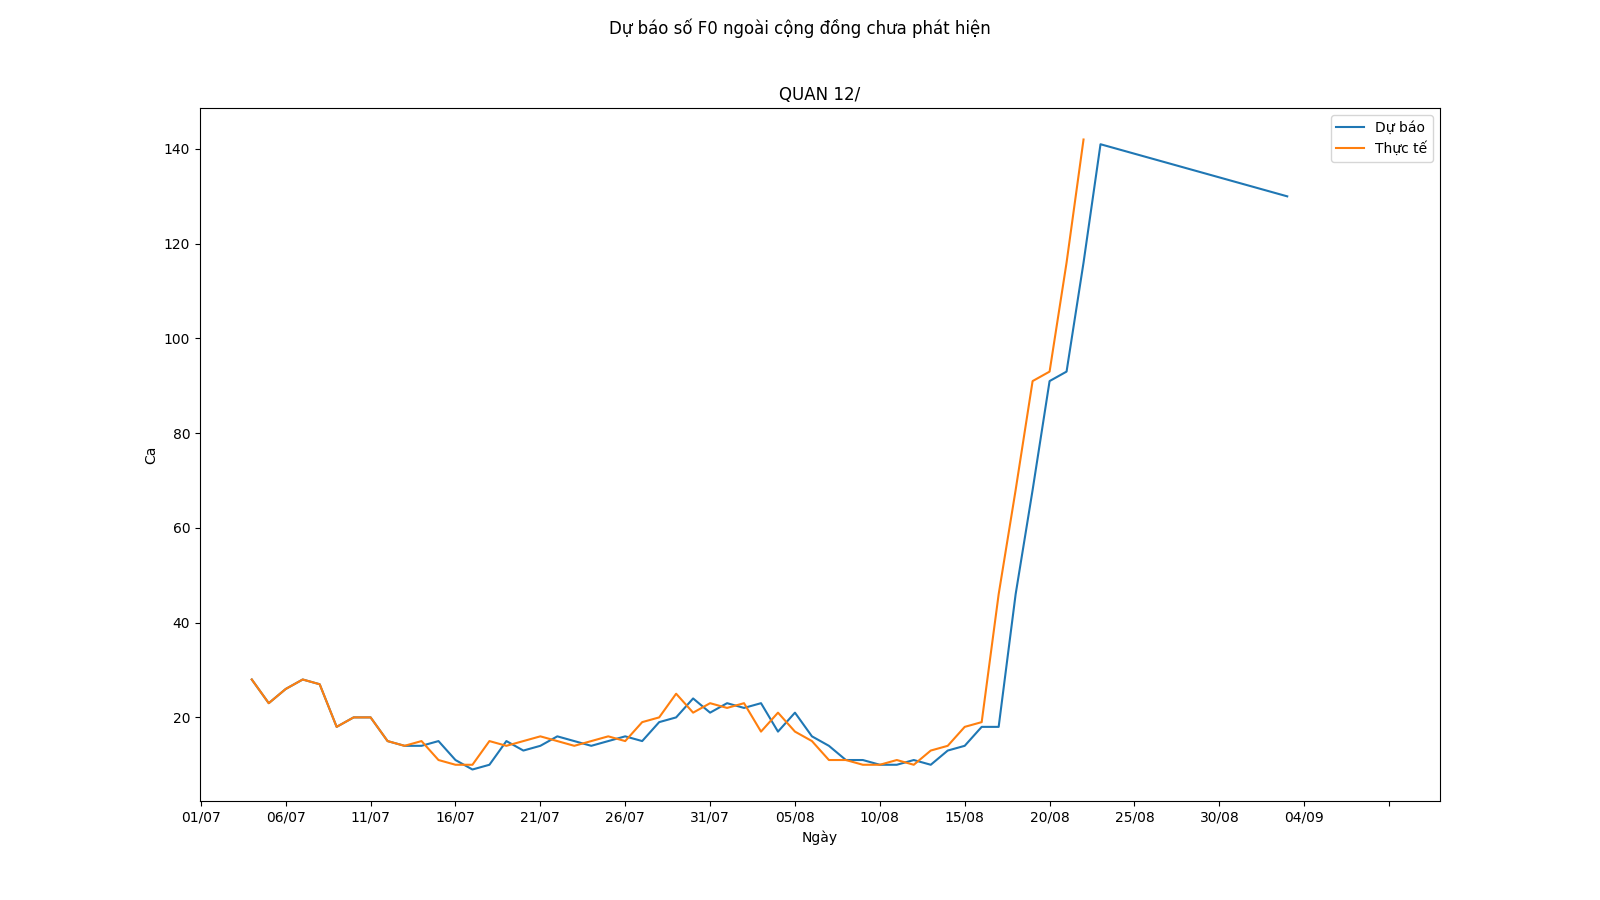 Dự báo số F0 ngoài cộng đồng chưa phát hiện
QUAN 12/
Dự báo
Thực tế
140
120
100
80
60
40
20
Ca
01/07 06/07 11/07 16/07 21/07 26/07 31/07 05/08 10/08 15/08 20/08 25/08 30/08 04/09
Ngày